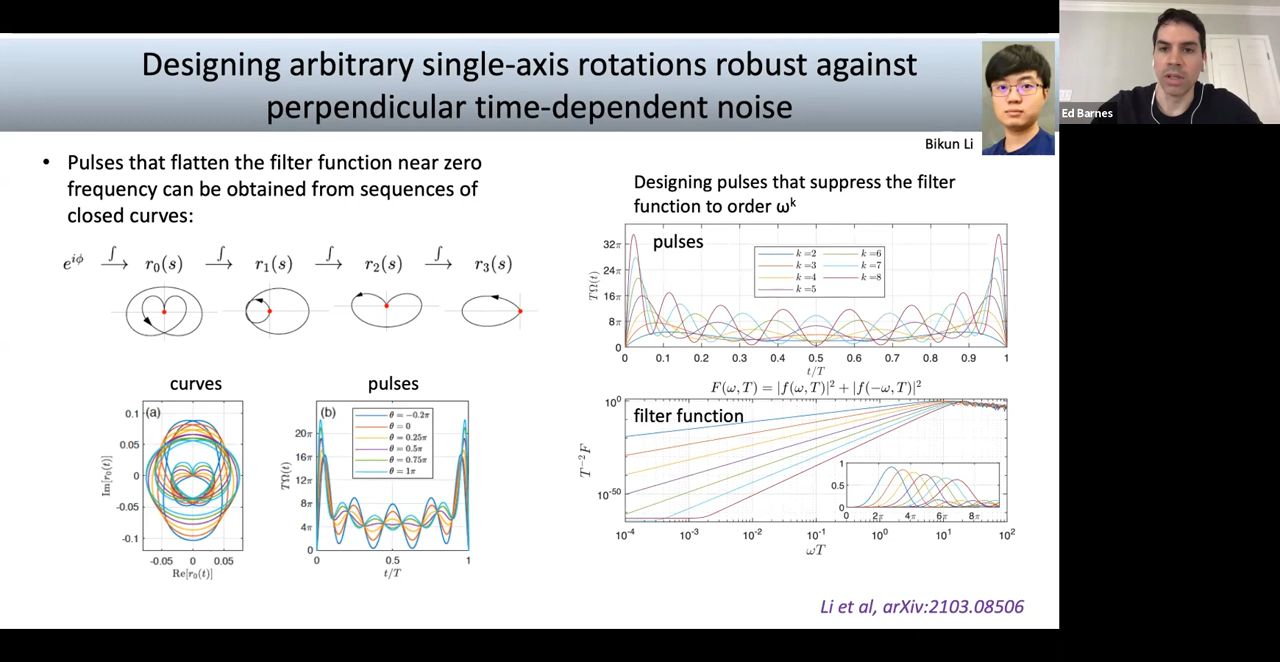 Designing arbitrary single-axis rotations robust against
perpendicular time-dependent noise
Ed Barnes
Bikun Li
• Pulses that flatten the filter function near zero
frequency can be obtained from sequences of
closed curves:
e^{iϕ} ∫→ r₀(s) ∫→ r₁(s) ∫→ r₂(s) ∫→ r₃(s)
curves
(a)
0.1
0.05
0
-0.05
-0.1
Im[r₀(t)]
-0.05 0 0.05
Re[r₀(t)]
pulses
(b)
θ = −0.2π
θ = 0
θ = 0.25π
θ = 0.5π
θ = 0.75π
θ = 1π
20π
16π
12π
8π
4π
0
TΩ(t)
0 0.5 1
t/T
Designing pulses that suppress the filter
function to order ω^k
pulses
k =2 k =6
k =3 k =7
k =4 k =8
k =5
32π
24π
16π
8π
0
TΩ(t)
0 0.1 0.2 0.3 0.4 0.5 0.6 0.7 0.8 0.9 1
t/T
F(ω, T) = |f(ω, T)|² + |f(−ω, T)|²
filter function
10⁰
10⁻⁵⁰
T⁻²F
1
0.5
0
0 2π 4π 6π 8π
10⁻⁴ 10⁻³ 10⁻² 10⁻¹ 10⁰ 10¹ 10²
ωT
Li et al, arXiv:2103.08506